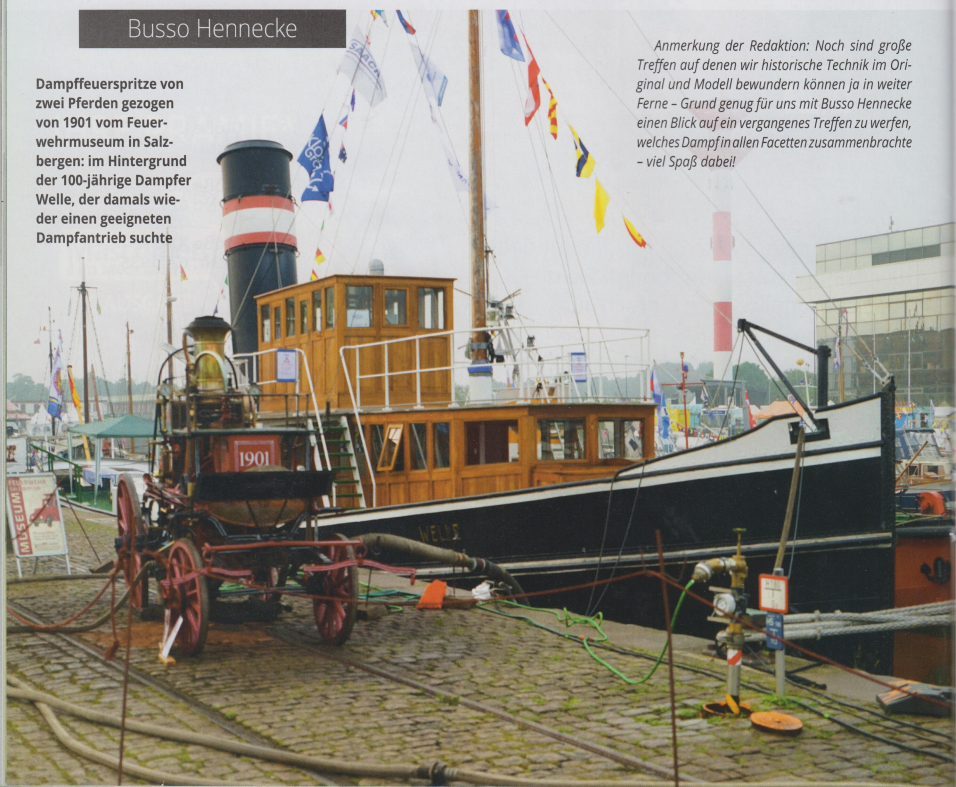 Busso Hennecke
Dampffeuerspritze von
zwei Pferden gezogen
von 1901 vom Feuer-
wehrmuseum in Salz-
bergen: im Hintergrund
der 100-jährige Dampfer
Welle, der damals wie-
der einen geeigneten
Dampfantrieb suchte
Anmerkung der Redaktion: Noch sind große
Treffen auf denen wir historische Technik im Ori-
ginal und Modell bewundern können ja in weiter
Ferne – Grund genug für uns mit Busso Hennecke
einen Blick auf ein vergangenes Treffen zu werfen,
welches Dampf in allen Facetten zusammenbrachte
– viel Spaß dabei!
1901
WELLE
MUSEUM